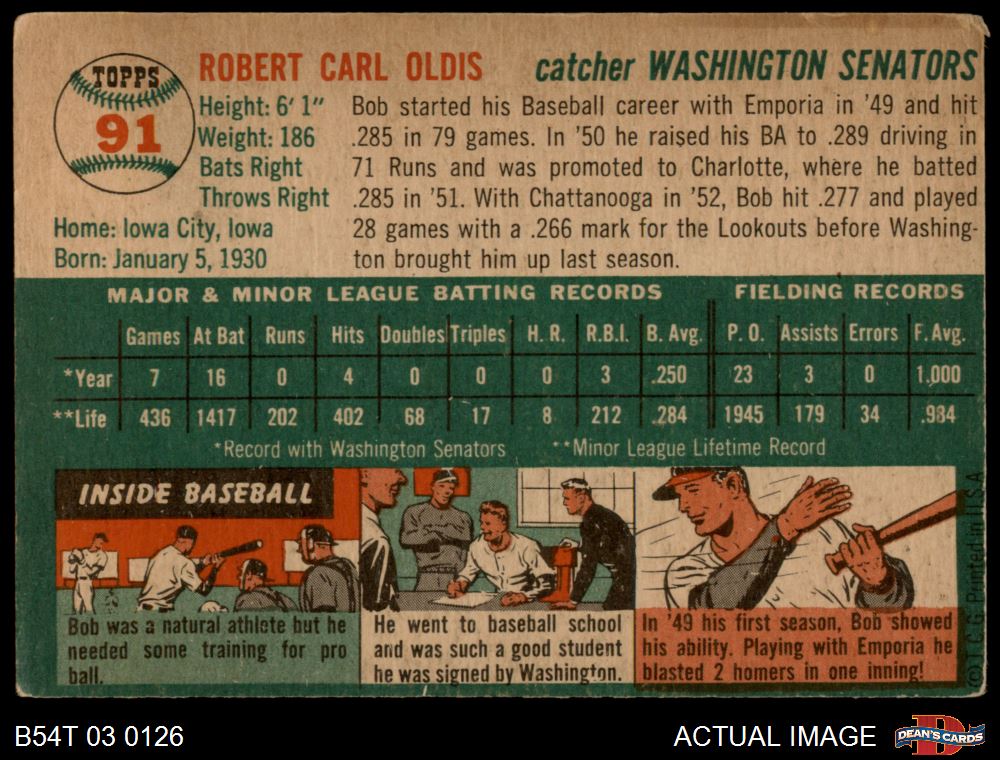 TOPPS
91
ROBERT CARL OLDIS catcher WASHINGTON SENATORS
Height: 6' 1"
Weight: 186
Bats Right
Throws Right
Home: Iowa City, Iowa
Born: January 5, 1930
Bob started his Baseball career with Emporia in '49 and hit
.285 in 79 games. In '50 he raised his BA to .289 driving in
71 Runs and was promoted to Charlotte, where he batted
.285 in '51. With Chattanooga in '52, Bob hit .277 and played
28 games with a .266 mark for the Lookouts before Washing-
ton brought him up last season.
MAJOR & MINOR LEAGUE BATTING RECORDS FIELDING RECORDS
Games At Bat Runs Hits Doubles Triples H. R. R.B.I. B. Avg. P. O. Assists Errors F. Avg.
*Year 7 16 0 4 0 0 0 3 .250 23 3 0 1.000
**Life 436 1417 202 402 68 17 8 212 .284 1945 179 34 .984
*Record with Washington Senators **Minor League Lifetime Record
INSIDE BASEBALL
Bob was a natural athlete but he
needed some training for pro
ball.
He went to baseball school
and was such a good student
he was signed by Washington.
In '49 his first season, Bob showed
his ability. Playing with Emporia he
blasted 2 homers in one inning!
© T.C.G. Printed in U.S.A
B54T 03 0126
ACTUAL IMAGE
DEAN'S CARDS